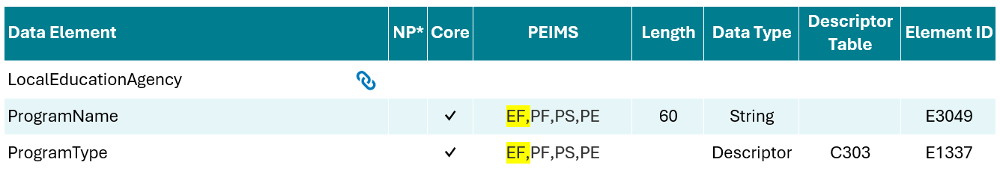 Data Element NP* Core PEIMS Length Data Type Descriptor Table Element ID
LocalEducationAgency
ProgramName ✓ EF,PF,PS,PE 60 String E3049
ProgramType ✓ EF,PF,PS,PE Descriptor C303 E1337